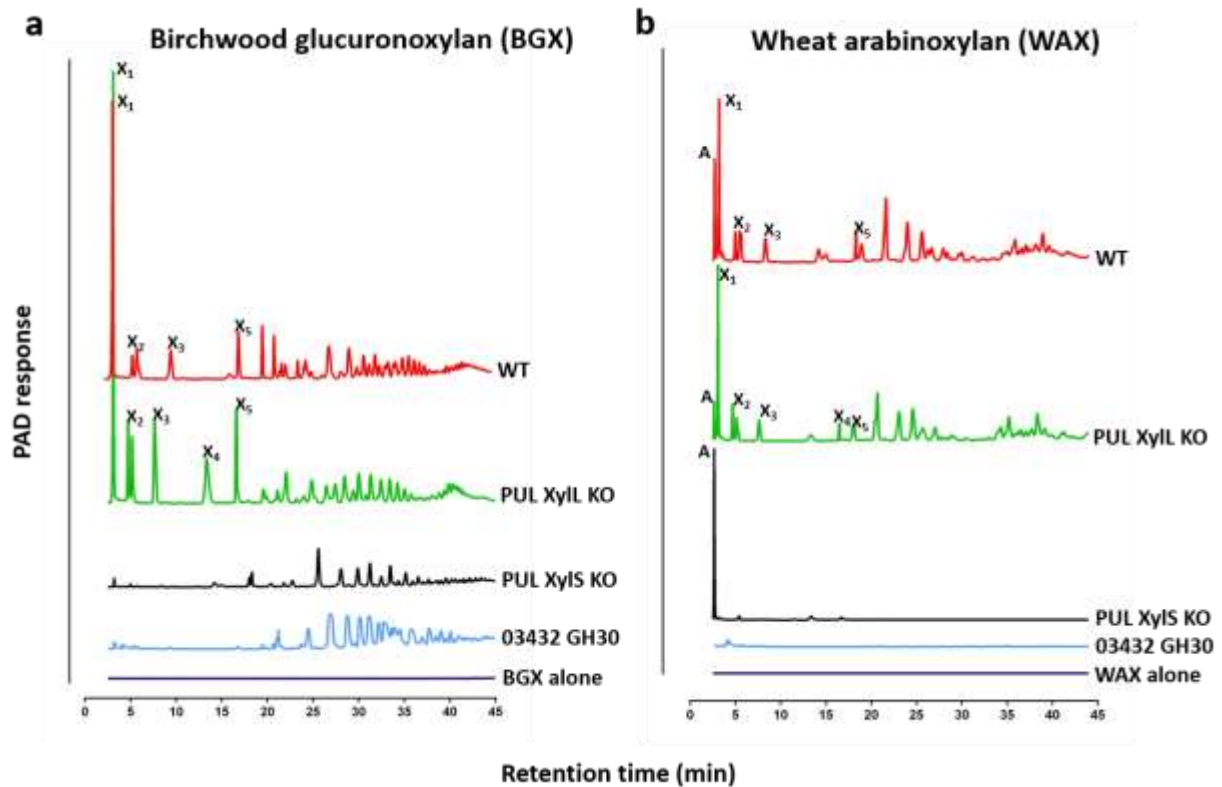 a
Birchwood glucuronoxylan (BGX)
X₁
X₁
X₂
X₃
X₅
WT
X₂
X₃
X₄
X₅
PUL XylL KO
PUL XylS KO
03432 GH30
BGX alone
0 5 10 15 20 25 30 35 40 45
b
Wheat arabinoxylan (WAX)
X₁
A
X₂
X₃
X₅
WT
X₁
A
X₂
X₃
X₄
X₅
PUL XylL KO
A
PUL XylS KO
03432 GH30
WAX alone
0 5 10 15 20 25 30 35 40 45
PAD response
Retention time (min)